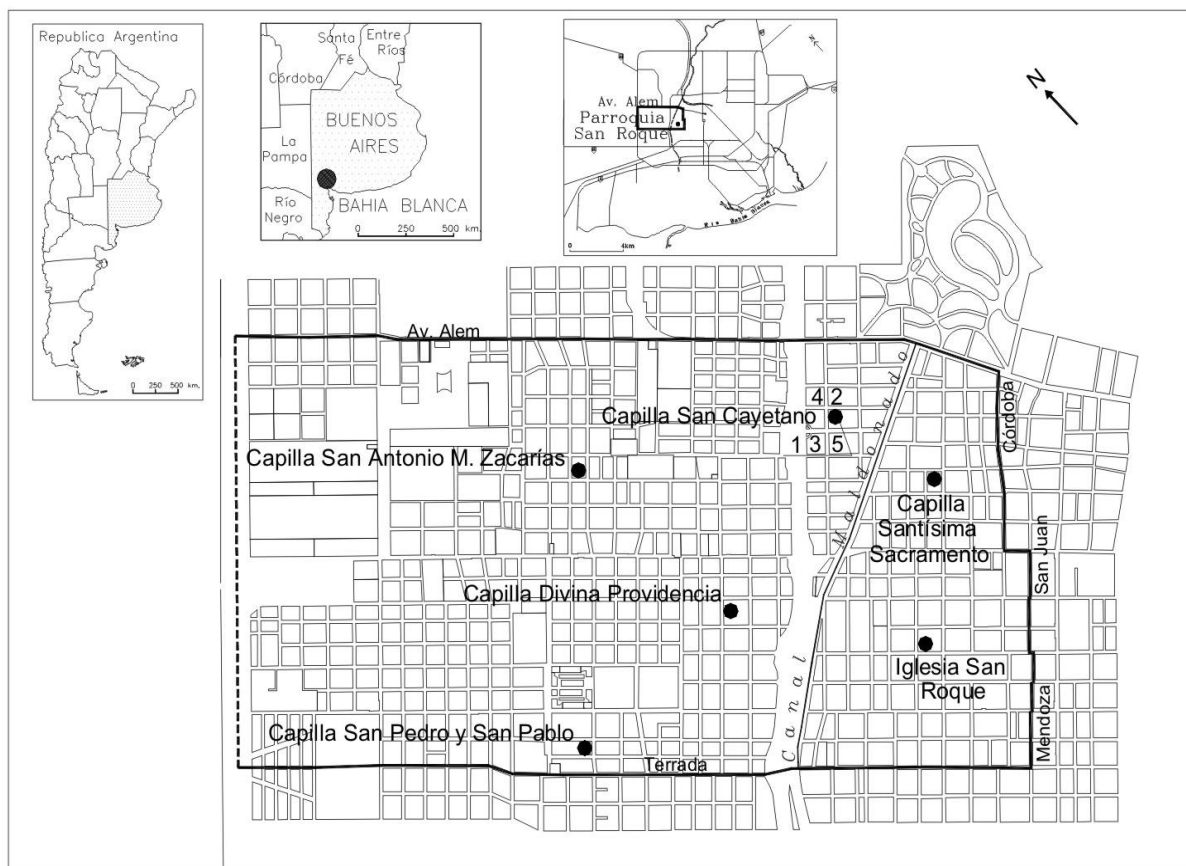 Republica Argentina
0 250 500 km.
Santa
Fé
Entre
Ríos
Córdoba
BUENOS
AIRES
La
Pampa
Río
Negro
BAHIA BLANCA
0 250 500 km.
N
Av. Alem
Parroquia
San Roque
Ria Bahia Blanca
0 4km
N
Av. Alem
Córdoba
4 2
Capilla San Cayetano
1 3 5
Capilla San Antonio M. Zacarías
Canal Maldonado
Capilla
Santísima
Sacramento
San Juan
Capilla Divina Providencia
Iglesia San
Roque
Capilla San Pedro y San Pablo
Mendoza
Terrada